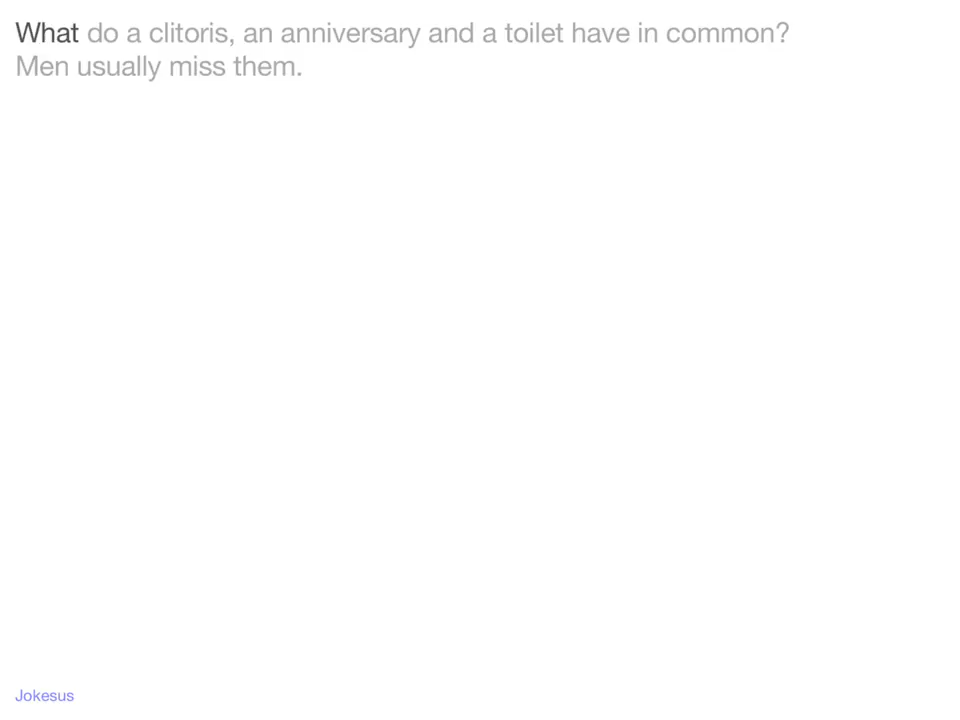 What do a clitoris, an anniversary and a toilet have in common?
Men usually miss them.
Jokesus